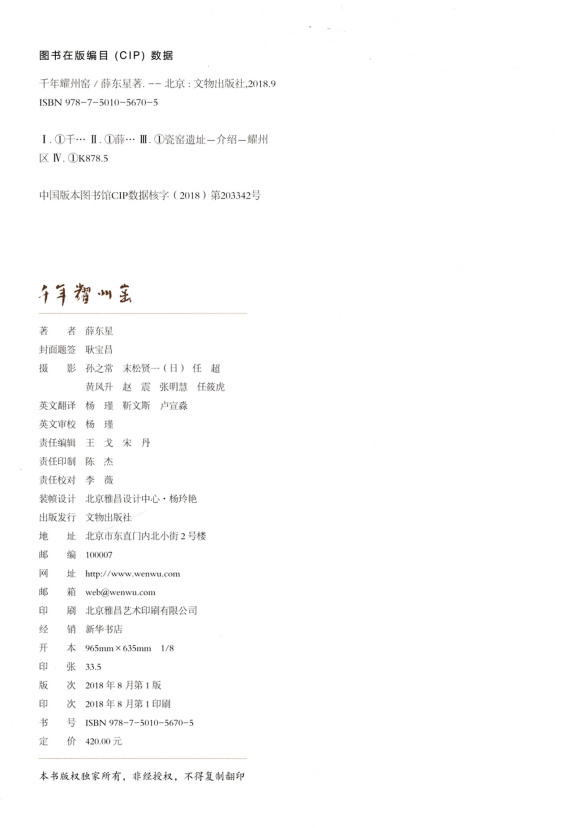 图书在版编目 (CIP) 数据
千年耀州窑 / 薛东星著. -- 北京 : 文物出版社,2018.9
ISBN 978-7-5010-5670-5
Ⅰ. ①千… Ⅱ. ①薛… Ⅲ. ①瓷窑遗址—介绍—耀州
区 Ⅳ. ①K878.5
中国版本图书馆CIP数据核字（2018）第203342号
千年耀州窑
著 者 薛东星
封面题签 耿宝昌
摄 影 孙之常 末松贤一（日） 任 超
黄风升 赵 震 张明慧 任筱虎
英文翻译 杨 瑾 靳文斯 卢宣淼
英文审校 杨 瑾
责任编辑 王 戈 宋 丹
责任印制 陈 杰
责任校对 李 薇
装帧设计 北京雅昌设计中心·杨玲艳
出版发行 文物出版社
地 址 北京市东直门内北小街 2 号楼
邮 编 100007
网 址 http://www.wenwu.com
邮 箱 web@wenwu.com
印 刷 北京雅昌艺术印刷有限公司
经 销 新华书店
开 本 965mm×635mm 1/8
印 张 33.5
版 次 2018 年 8 月第 1 版
印 次 2018 年 8 月第 1 印刷
书 号 ISBN 978-7-5010-5670-5
定 价 420.00 元
本书版权独家所有，非经授权，不得复制翻印